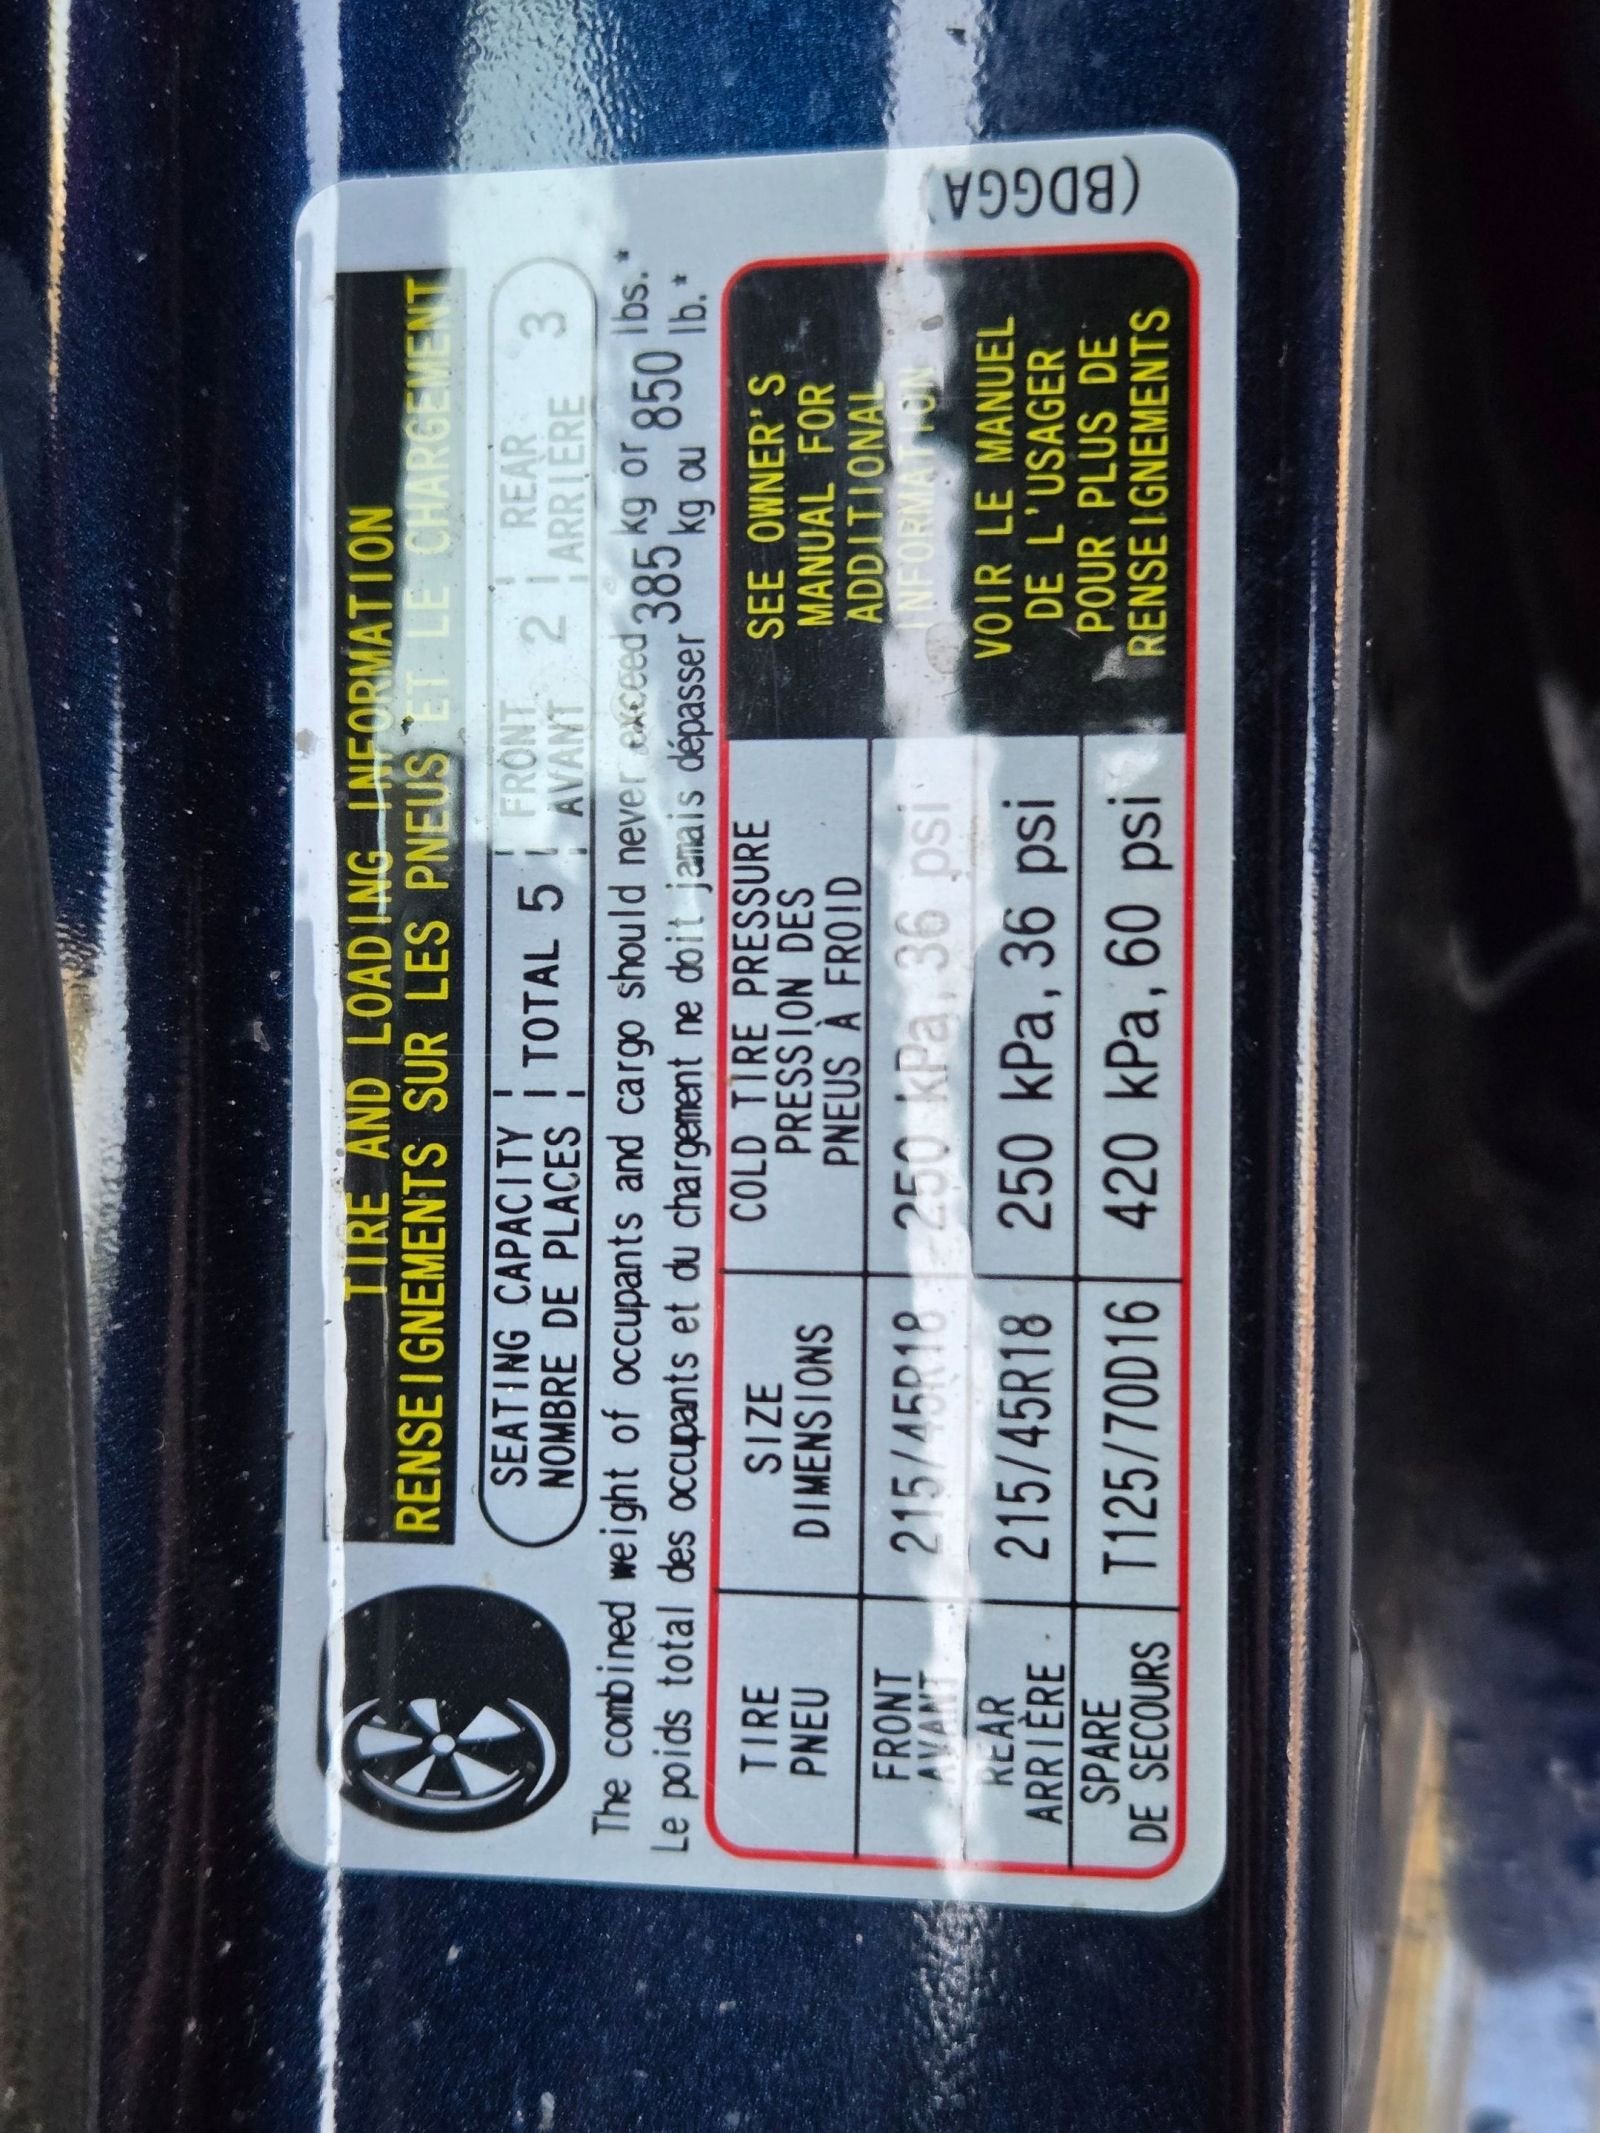 TIRE AND LOADING INFORMATION
RENSEIGNEMENTS SUR LES PNEUS ET LE CHARGEMENT
SEATING CAPACITY
NOMBRE DE PLACES
TOTAL 5
FRONT
AVANT 2
REAR
ARRIÈRE 3
The combined weight of occupants and cargo should never exceed 385 kg or 850 lbs.*
Le poids total des occupants et du chargement ne doit jamais dépasser 385 kg ou 850 lb.*
TIRE
PNEU
SIZE
DIMENSIONS
COLD TIRE PRESSURE
PRESSION DES
PNEUS À FROID
FRONT
AVANT
215/45R18
250 kPa, 36 psi
REAR
ARRIÈRE
215/45R18
250 kPa, 36 psi
SPARE
DE SECOURS
T125/70D16
420 kPa, 60 psi
SEE OWNER'S
MANUAL FOR
ADDITIONAL
INFORMATION
VOIR LE MANUEL
DE L'USAGER
POUR PLUS DE
RENSEIGNEMENTS
(BDGGA)